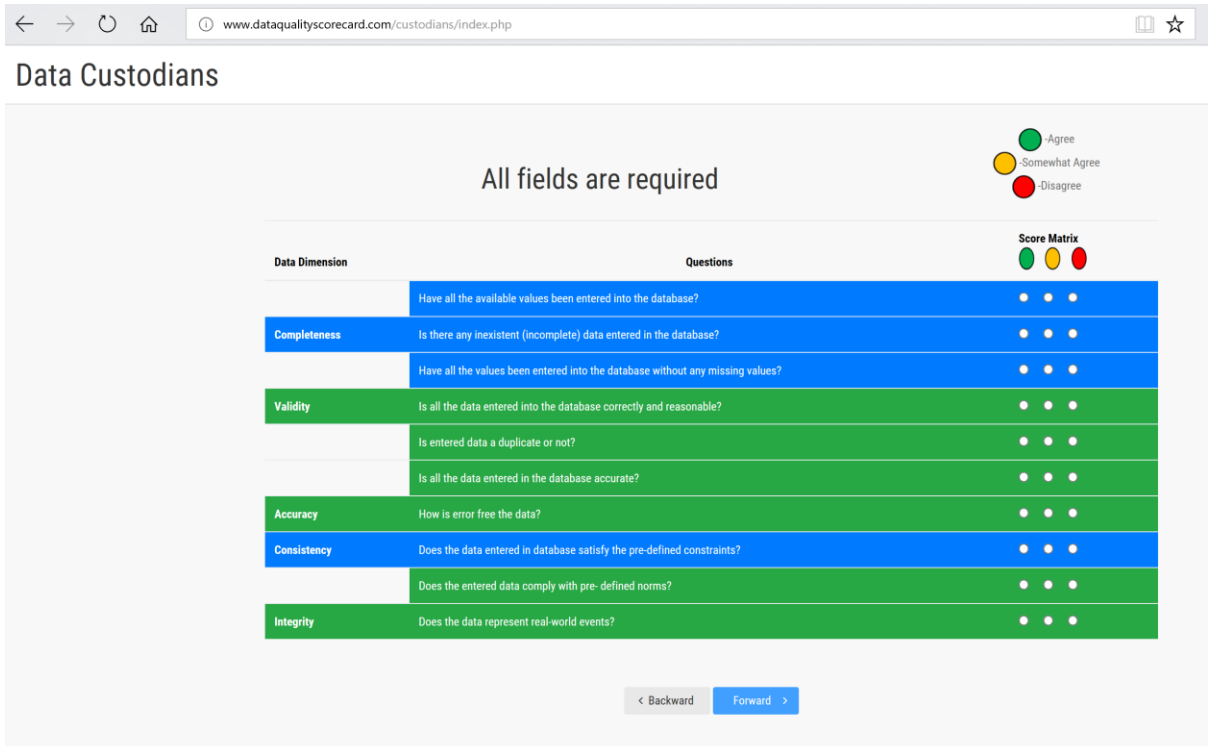 www.dataqualityscorecard.com/custodians/index.php
Data Custodians
-Agree
-Somewhat Agree
-Disagree
All fields are required
Score Matrix
Data Dimension Questions
Have all the available values been entered into the database?
Completeness Is there any inexistent (incomplete) data entered in the database?
Have all the values been entered into the database without any missing values?
Validity Is all the data entered into the database correctly and reasonable?
Is entered data a duplicate or not?
Is all the data entered in the database accurate?
Accuracy How is error free the data?
Consistency Does the data entered in database satisfy the pre-defined constraints?
Does the entered data comply with pre- defined norms?
Integrity Does the data represent real-world events?
< Backward Forward >